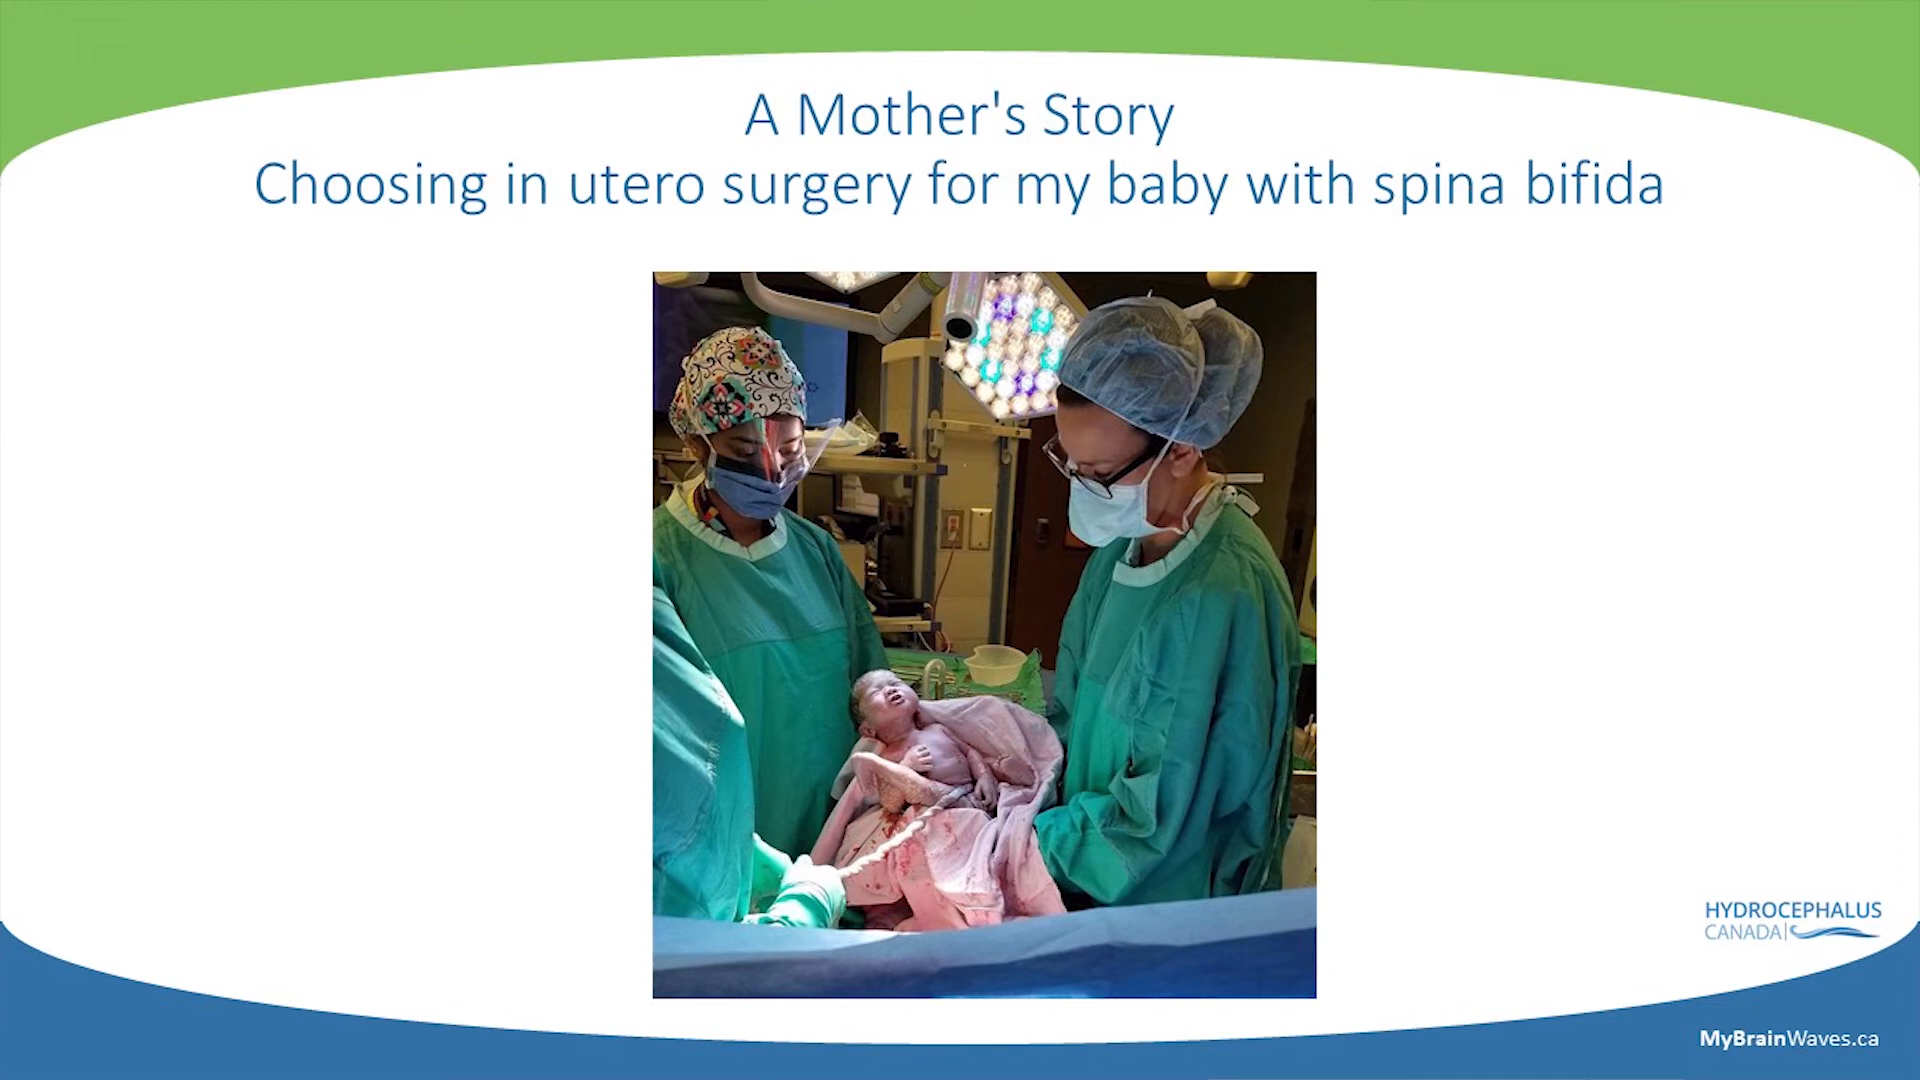 A Mother's Story
Choosing in utero surgery for my baby with spina bifida
HYDROCEPHALUS
CANADA
MyBrainWaves.ca